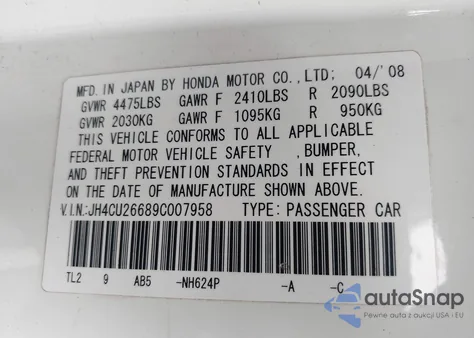 MFD. IN JAPAN BY HONDA MOTOR CO., LTD: 04/'08
GVWR 4475LBS GAWR F 2410LBS R 2090LBS
GVWR 2030KG GAWR F 1095KG R 950KG
THIS VEHICLE CONFORMS TO ALL APPLICABLE
FEDERAL MOTOR VEHICLE SAFETY , BUMPER,
AND THEFT PREVENTION STANDARDS IN EFFECT
ON THE DATE OF MANUFACTURE SHOWN ABOVE.
V.I.N:JH4CU26689C007958 TYPE: PASSENGER CAR
TL2 9 AB5 -NH624P -A -C
autoSnap
Pewne auta z USA i EU